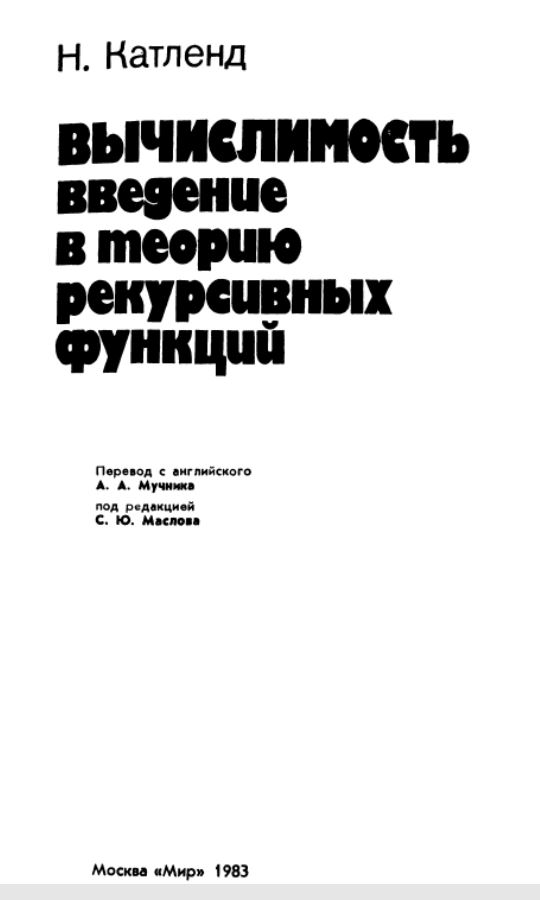 Н. Катленд
вычислимость
введение
в теорию
рекурсивных
функций
Перевод с английского
А. А. Мучника
под редакцией
С. Ю. Маслова
Москва «Мир» 1983